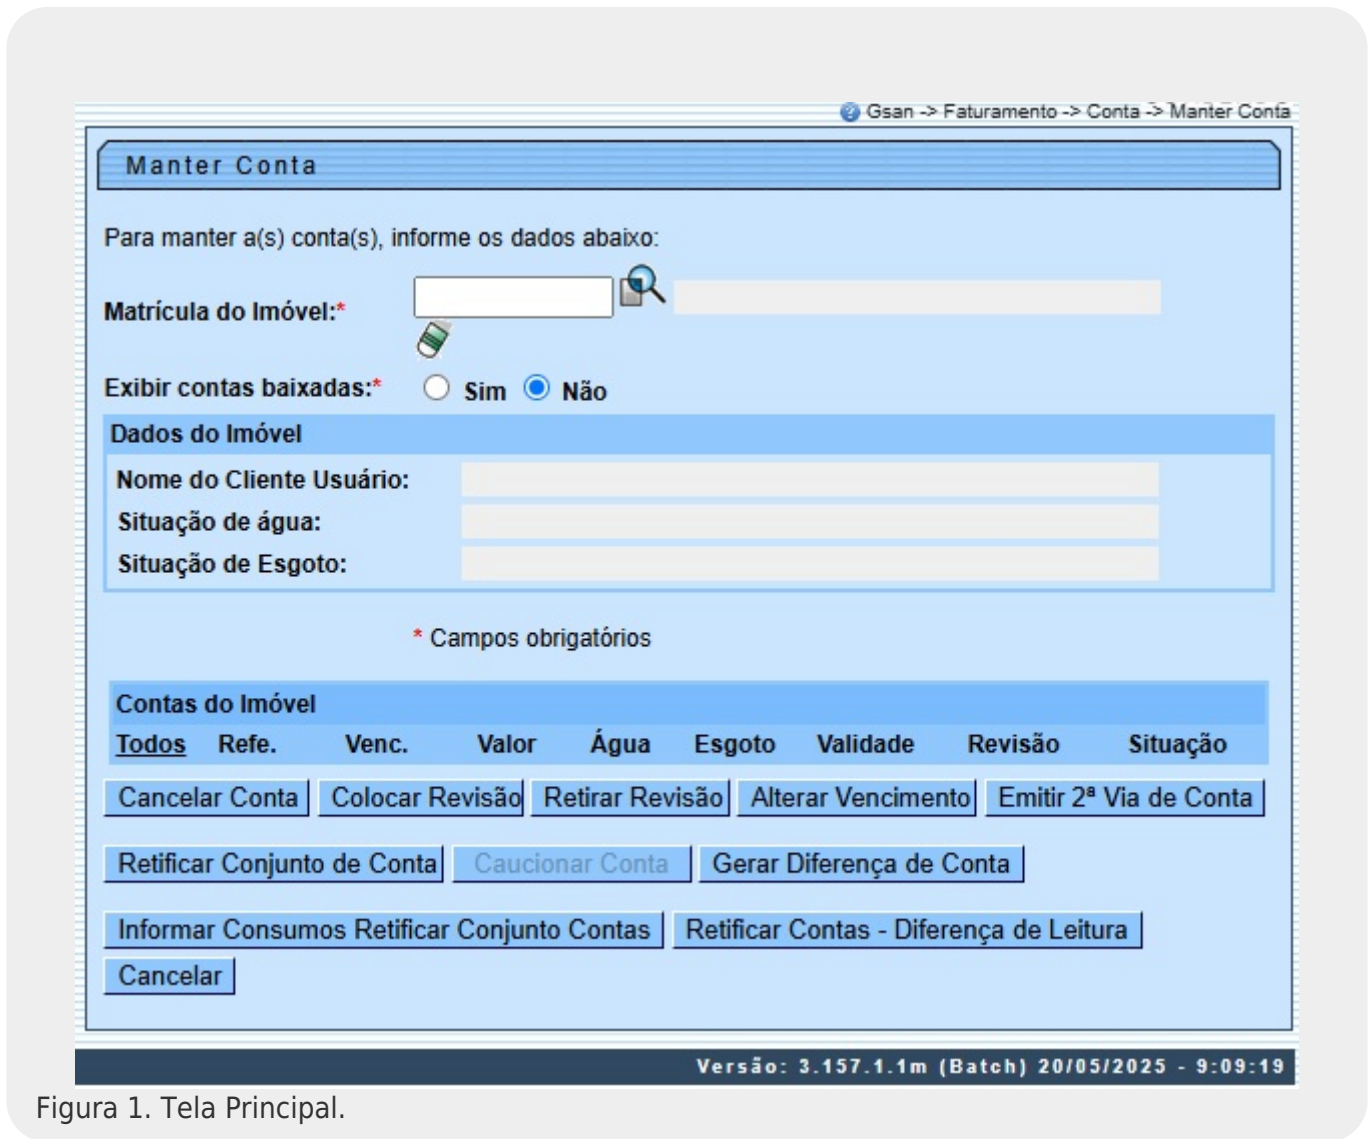 Gsan -> Faturamento -> Conta -> Manter Conta
Manter Conta
Para manter a(s) conta(s), informe os dados abaixo:
Matrícula do Imóvel:*
Exibir contas baixadas:* Sim Não
Dados do Imóvel
Nome do Cliente Usuário:
Situação de água:
Situação de Esgoto:
* Campos obrigatórios
Contas do Imóvel
Todos Refe. Venc. Valor Água Esgoto Validade Revisão Situação
Cancelar Conta Colocar Revisão Retirar Revisão Alterar Vencimento Emitir 2ª Via de Conta
Retificar Conjunto de Conta Caucionar Conta Gerar Diferença de Conta
Informar Consumos Retificar Conjunto Contas Retificar Contas - Diferença de Leitura
Cancelar
Versão: 3.157.1.1m (Batch) 20/05/2025 - 9:09:19
Figura 1. Tela Principal.